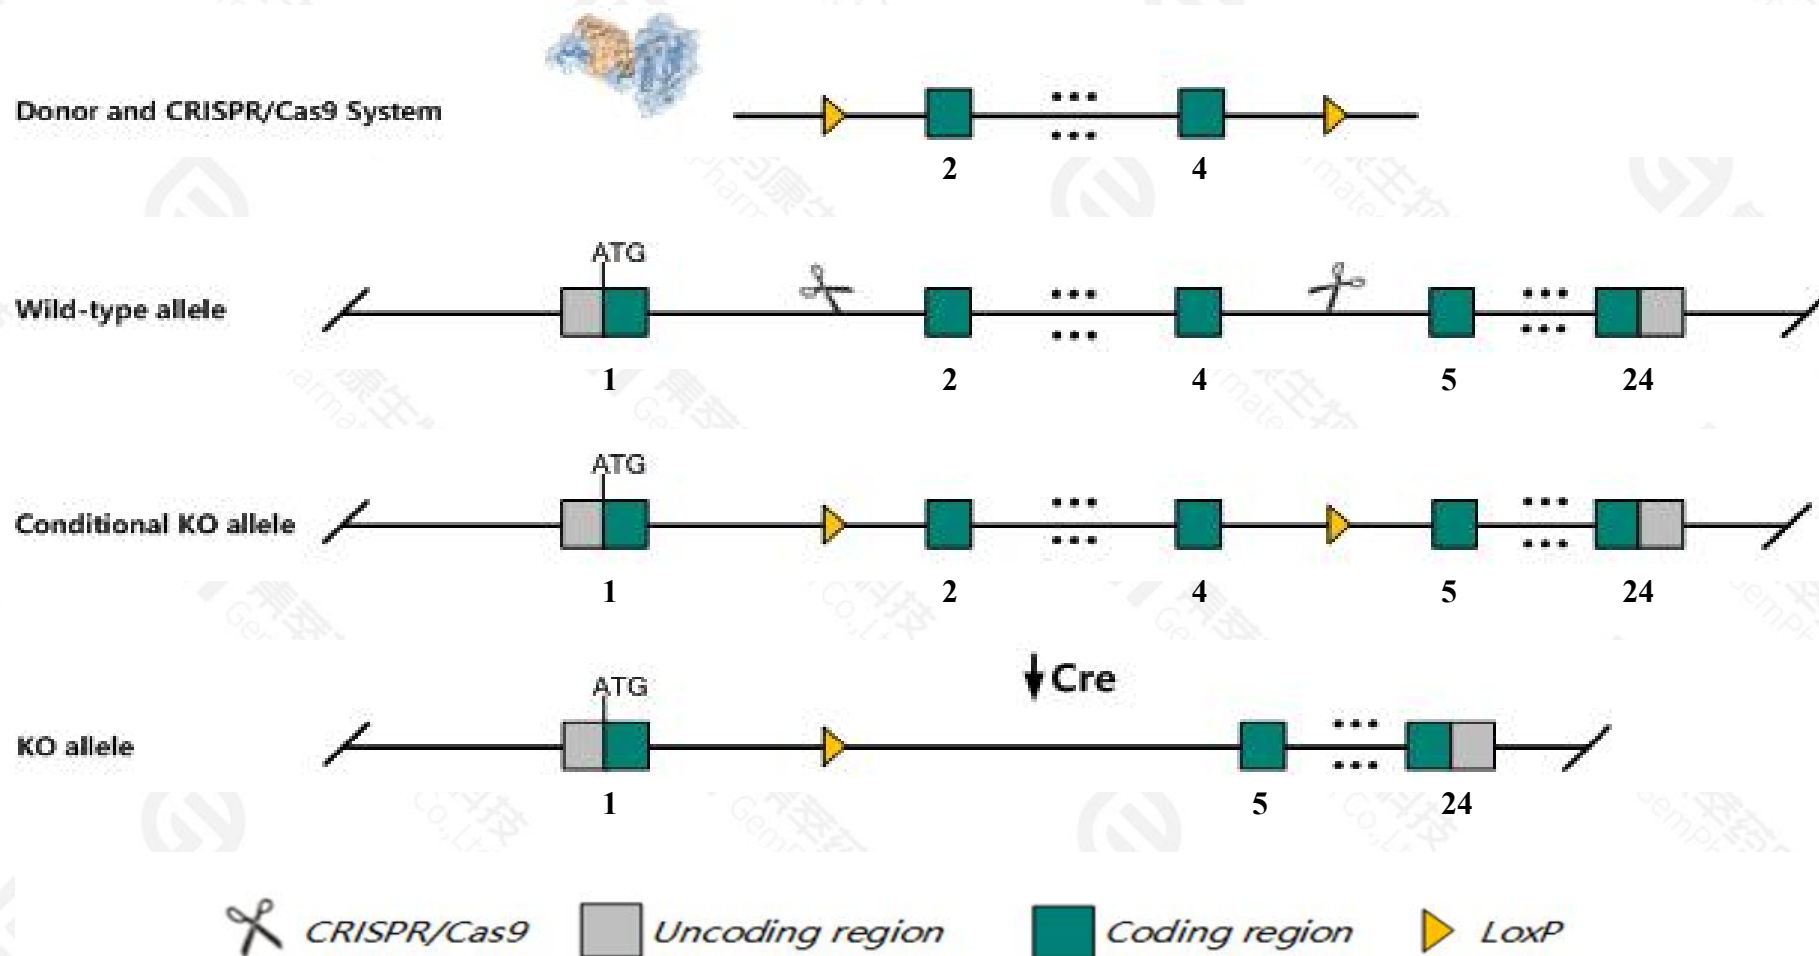 Donor and CRISPR/Cas9 System
2 4
ATG
Wild-type allele
1 2 4 5 24
ATG
Conditional KO allele
1 2 4 5 24
Cre
ATG
KO allele
1 5 24
CRISPR/Cas9 Uncoding region Coding region LoxP